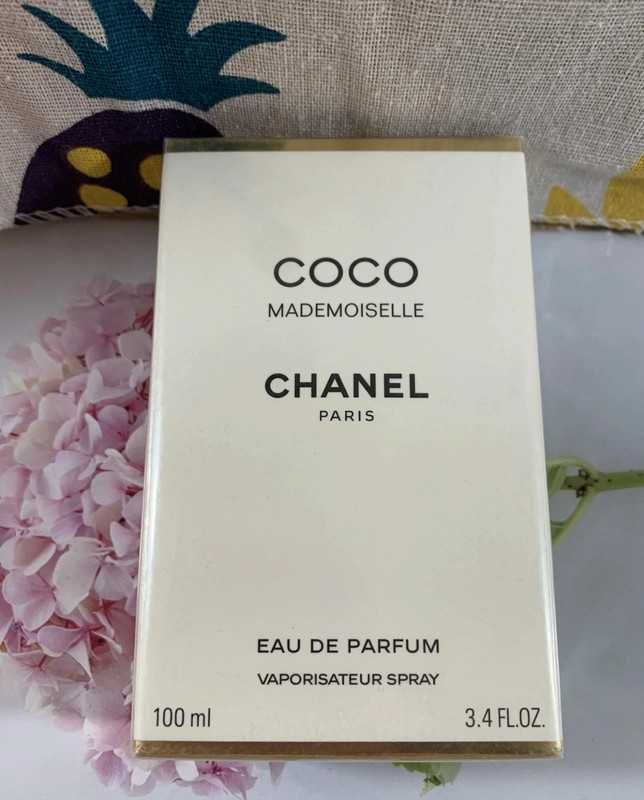 COCO
MADEMOISELLE
CHANEL
PARIS
EAU DE PARFUM
VAPORISATEUR SPRAY
100 ml 3.4 FL.OZ.